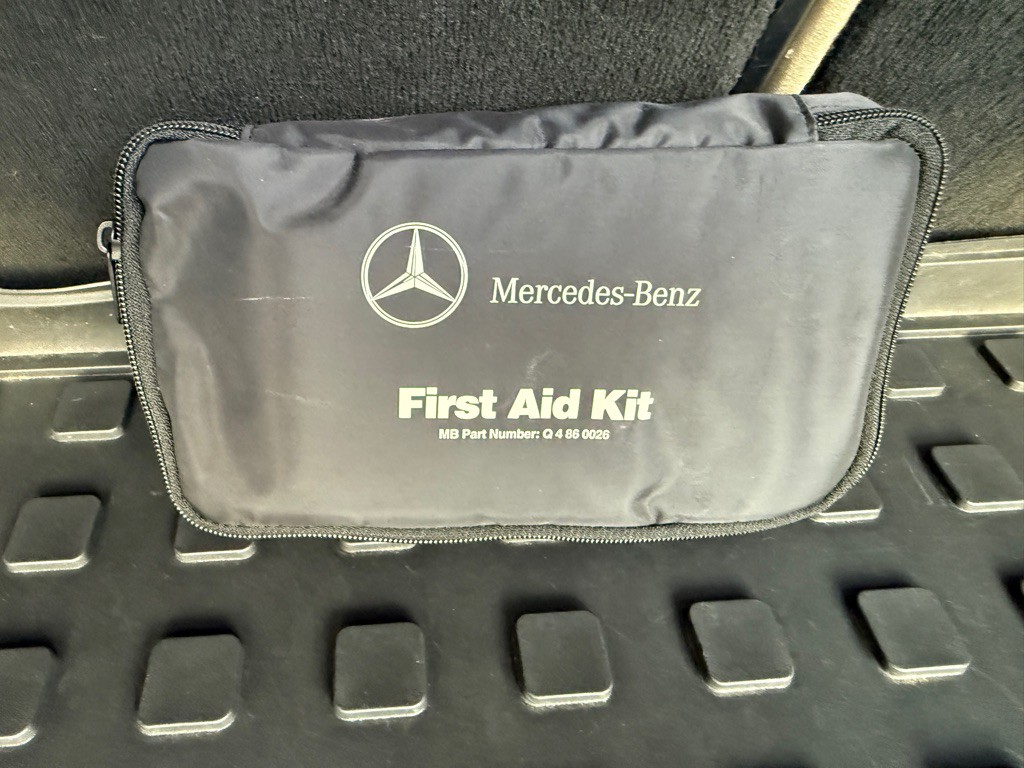 Mercedes-Benz
First Aid Kit
MB Part Number: Q 4 86 0026